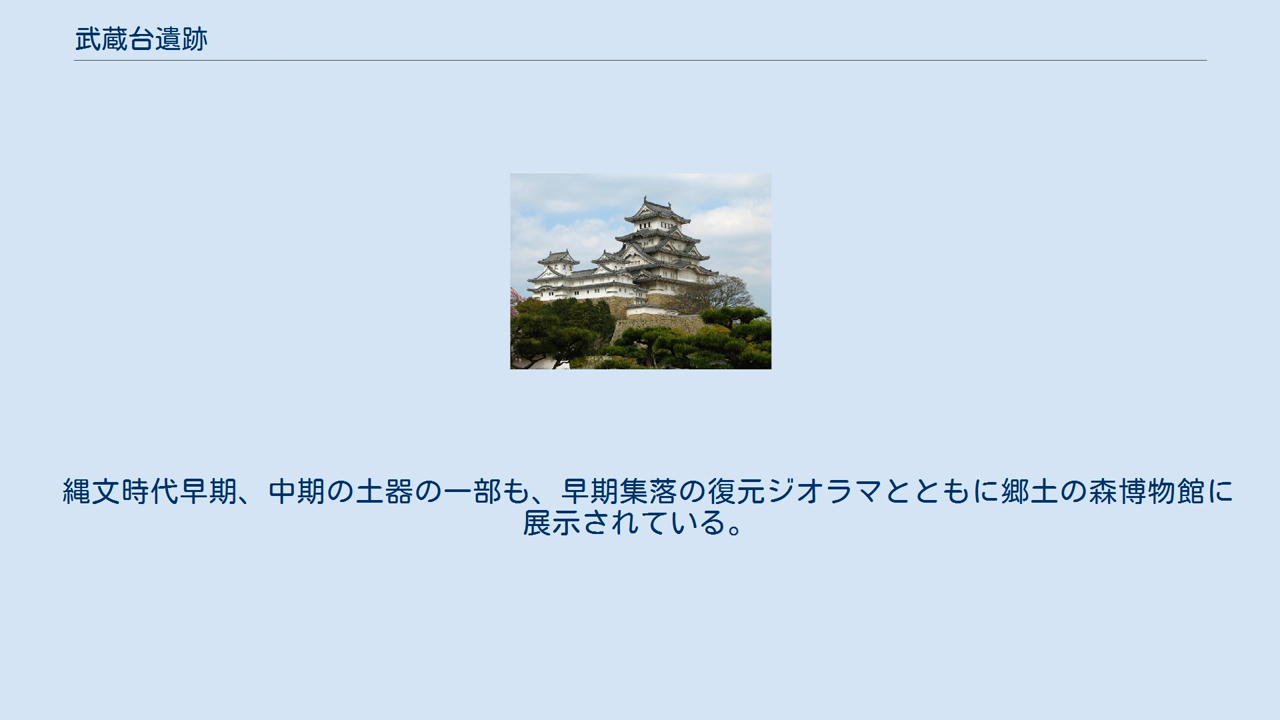 武蔵台遺跡
縄文時代早期、中期の土器の一部も、早期集落の復元ジオラマとともに郷土の森博物館に
展示されている。